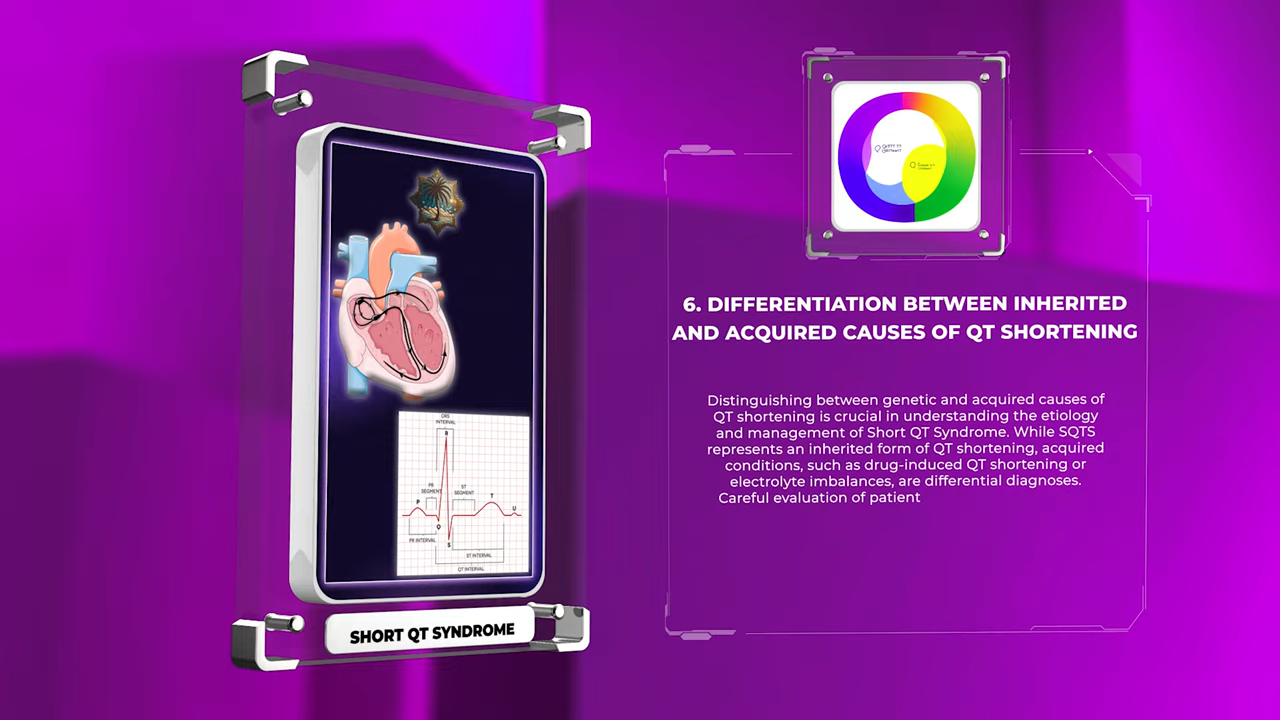 QRS
INTERVAL
R
PR
SEGMENT
ST
SEGMENT
P
T
U
Q
S
PR INTERVAL
ST INTERVAL
QT INTERVAL
SHORT QT SYNDROME
6. DIFFERENTIATION BETWEEN INHERITED
AND ACQUIRED CAUSES OF QT SHORTENING
Distinguishing between genetic and acquired causes of
QT shortening is crucial in understanding the etiology
and management of Short QT Syndrome. While SQTS
represents an inherited form of QT shortening, acquired
conditions, such as drug-induced QT shortening or
electrolyte imbalances, are differential diagnoses.
Careful evaluation of patient